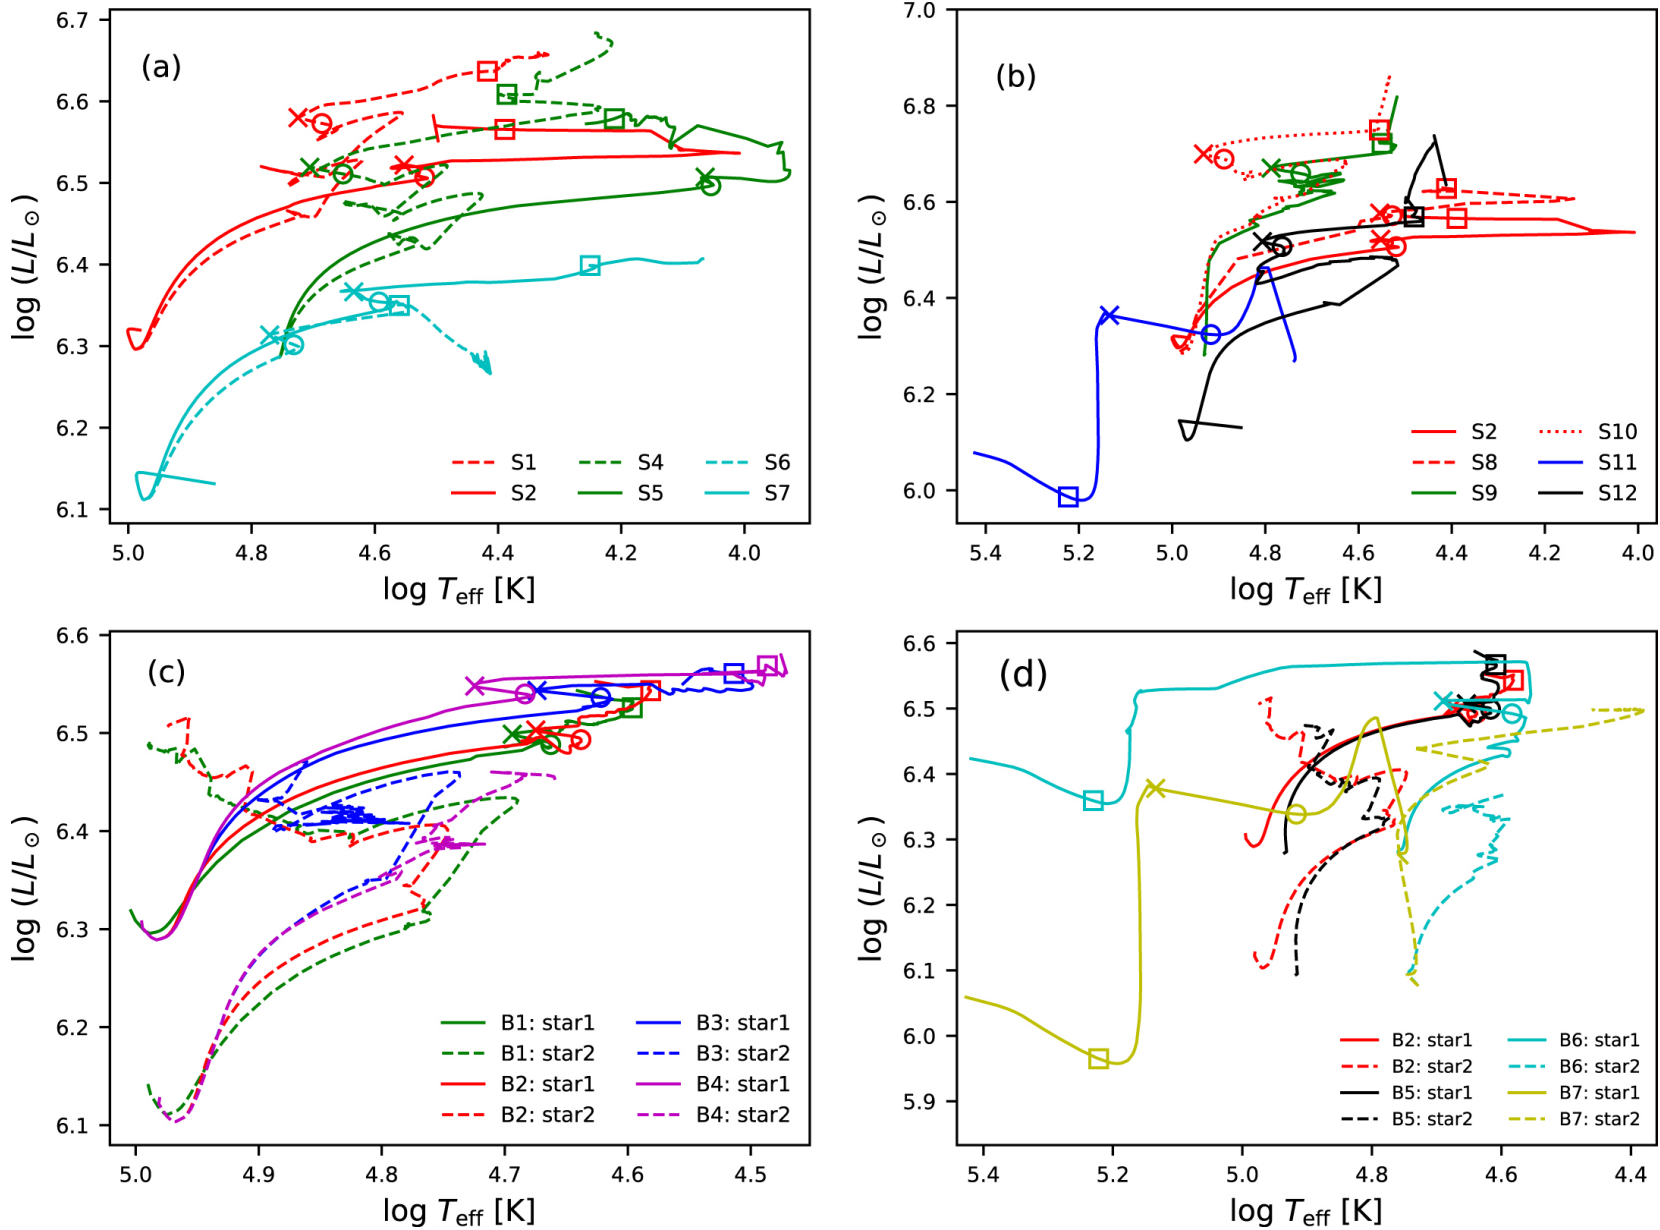 (a)
log (L/L⊙)
6.7
6.6
6.5
6.4
6.3
6.2
6.1
5.0 4.8 4.6 4.4 4.2 4.0
log Teff [K]
S1 S4 S6
S2 S5 S7
(b)
log (L/L⊙)
7.0
6.8
6.6
6.4
6.2
6.0
5.4 5.2 5.0 4.8 4.6 4.4 4.2 4.0
log Teff [K]
S2 S10
S8 S11
S9 S12
(c)
log (L/L⊙)
6.6
6.5
6.4
6.3
6.2
6.1
5.0 4.9 4.8 4.7 4.6 4.5
log Teff [K]
B1: star1 B3: star1
B1: star2 B3: star2
B2: star1 B4: star1
B2: star2 B4: star2
(d)
log (L/L⊙)
6.6
6.5
6.4
6.3
6.2
6.1
6.0
5.9
5.4 5.2 5.0 4.8 4.6 4.4
log Teff [K]
B2: star1 B6: star1
B2: star2 B6: star2
B5: star1 B7: star1
B5: star2 B7: star2